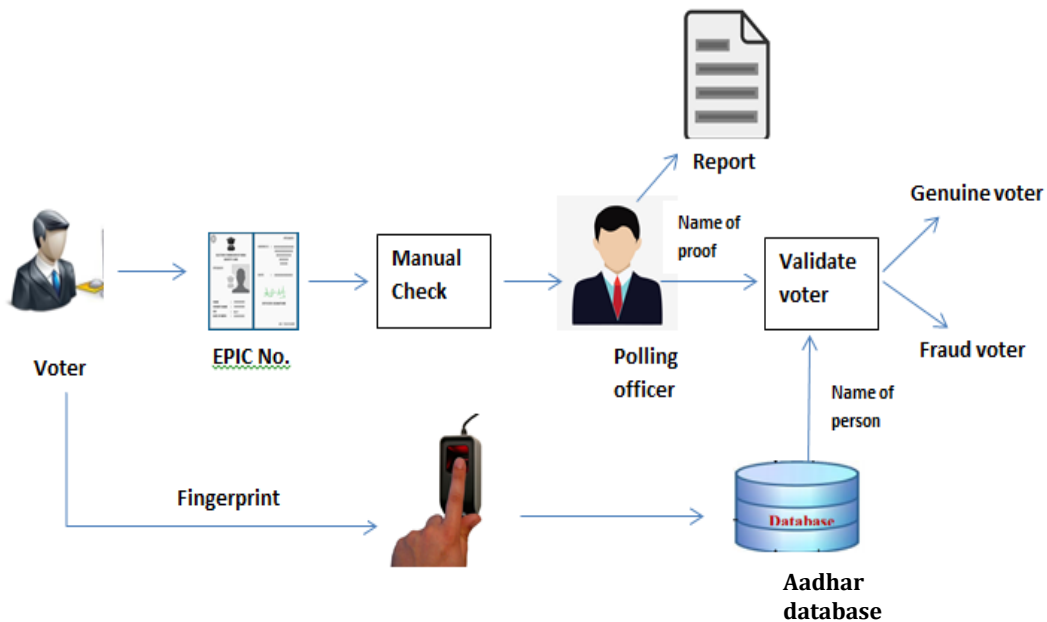 Report
Genuine voter
Name of
proof
Manual
Check
Validate
voter
Fraud voter
EPIC No.
Voter
Polling
officer
Name of
person
Fingerprint
Database
Aadhar
database